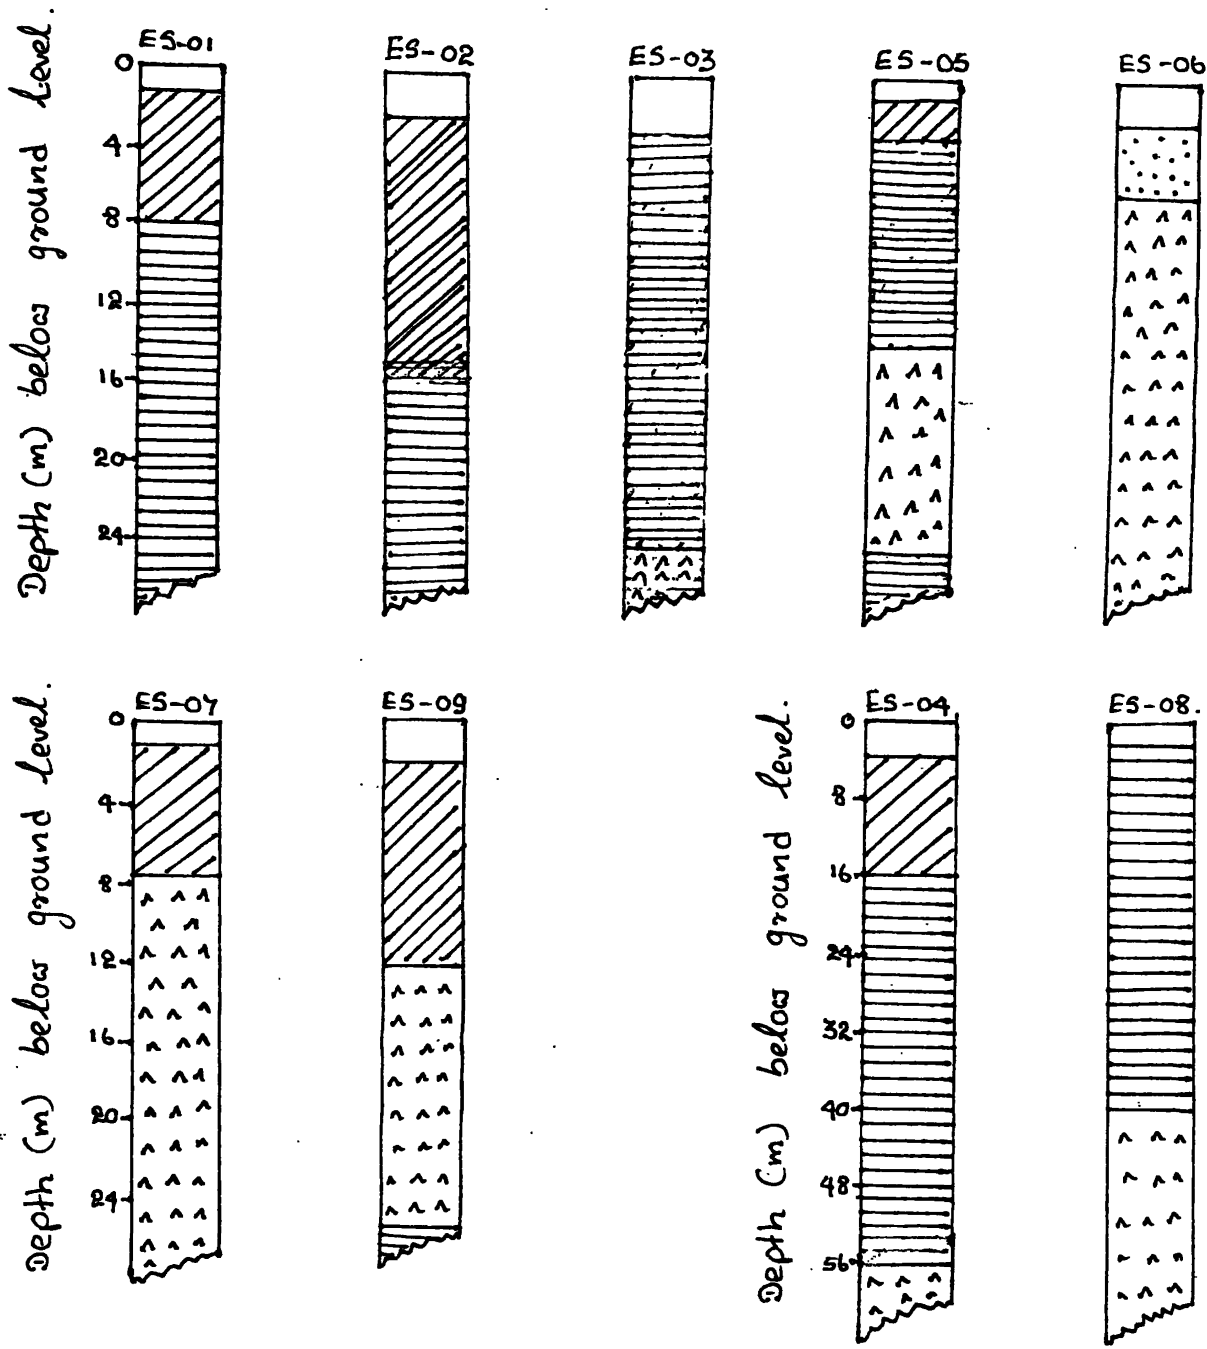 ES-01
ES-02
ES-03
ES-05
ES-06
Depth (m) below ground level.
0
4
8
12
16
20
24
ES-07
ES-09
Depth (m) below ground level.
0
4
8
12
16
20
24
ES-04
ES-08.
Depth (m) below ground level.
0
8
16
24
32
40
48
56